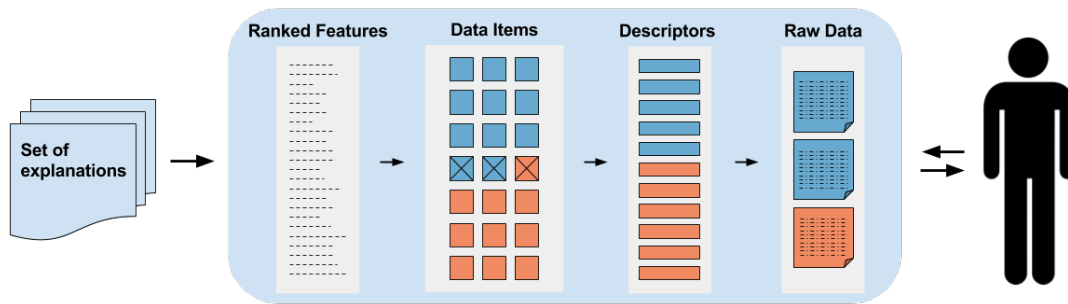 Ranked Features
Data Items
Descriptors
Raw Data
Set of
explanations